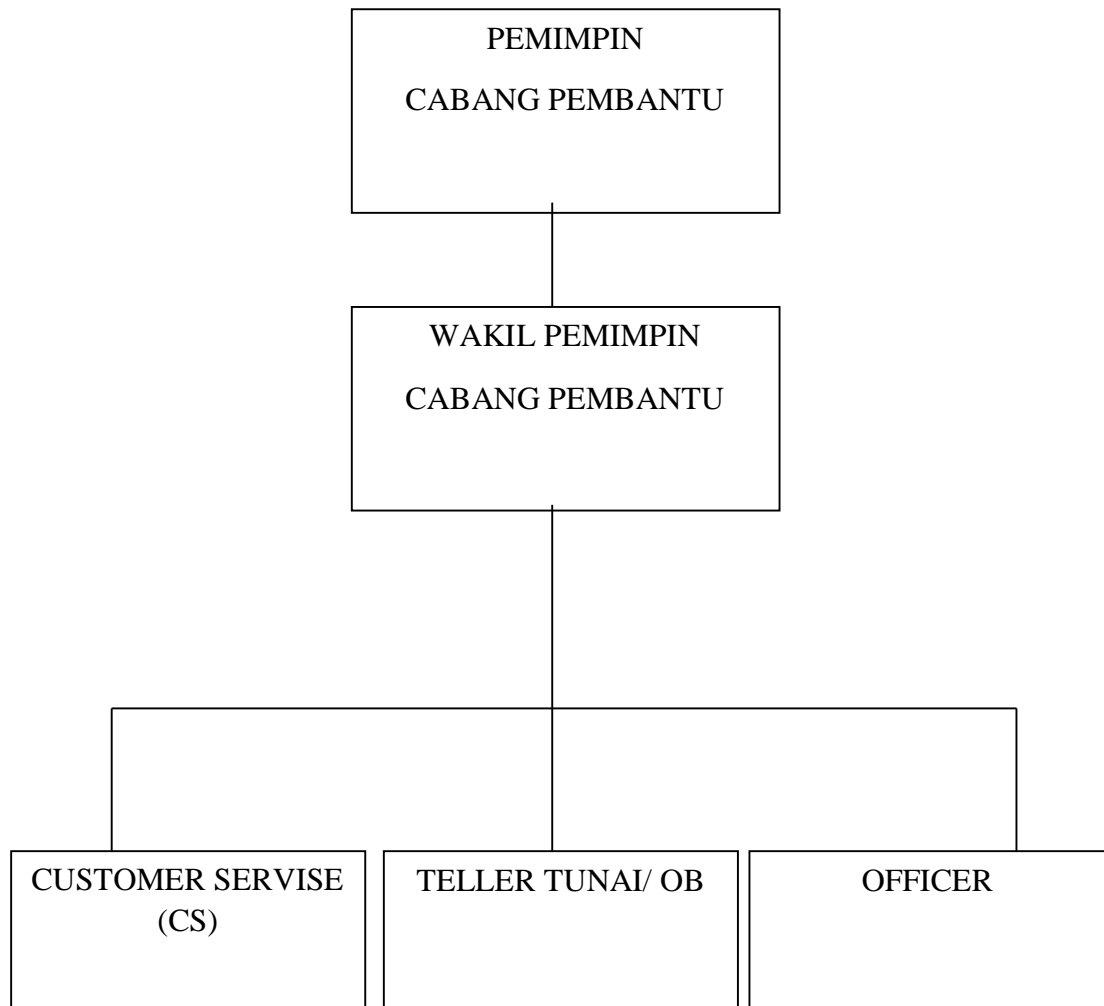 PEMIMPIN
CABANG PEMBANTU
WAKIL PEMIMPIN
CABANG PEMBANTU
CUSTOMER SERVISE
(CS)
TELLER TUNAI/ OB
OFFICER